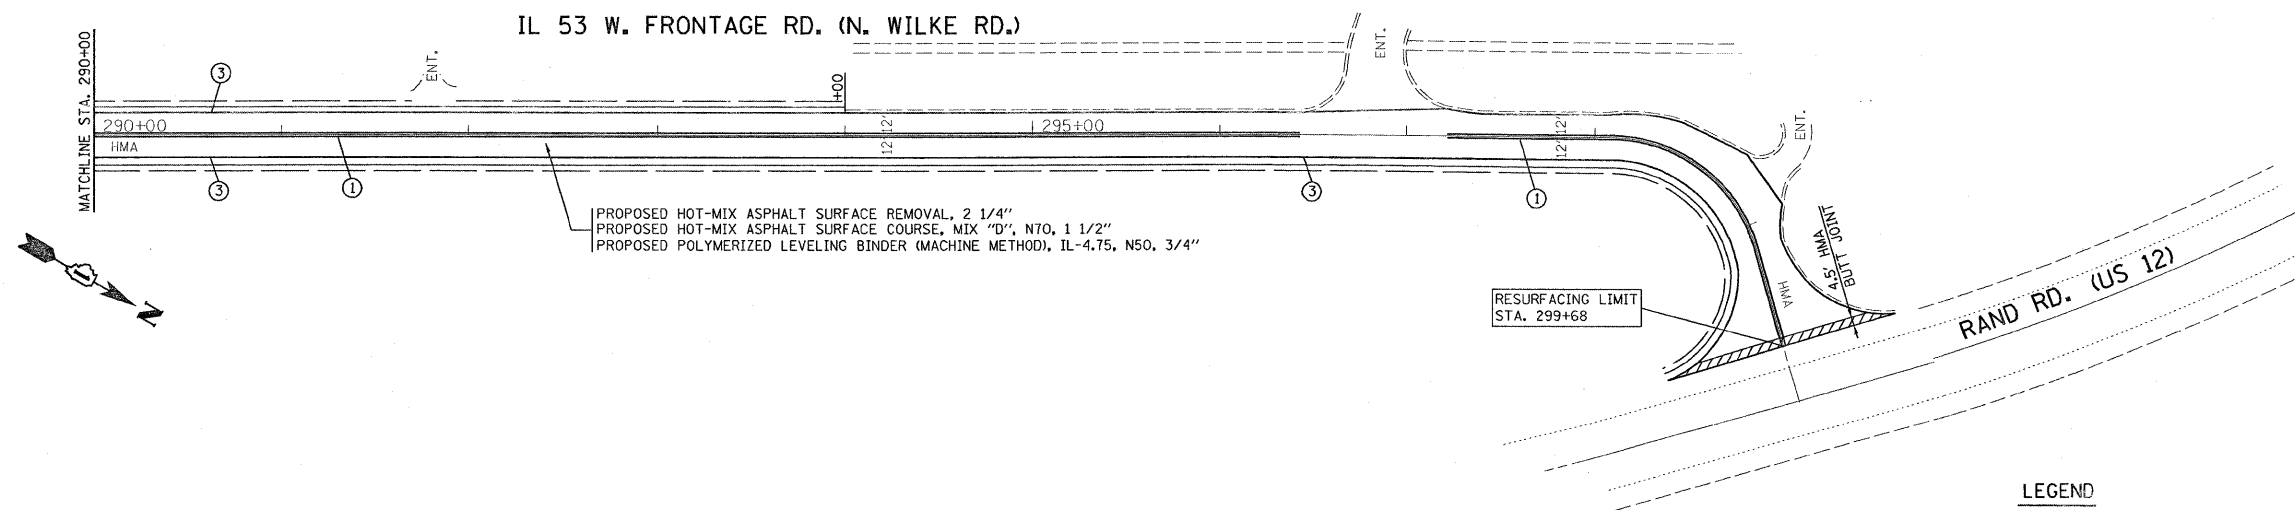 IL 53 W. FRONTAGE RD. (N. WILKE RD.)
MATCHLINE STA. 290+00
3
ENT.
+00
ENT.
ENT.
290+00
HMA
12' 12'
295+00
12' 12'
3
1
3
1
PROPOSED HOT-MIX ASPHALT SURFACE REMOVAL, 2 1/4"
PROPOSED HOT-MIX ASPHALT SURFACE COURSE, MIX "D", N70, 1 1/2"
PROPOSED POLYMERIZED LEVELING BINDER (MACHINE METHOD), IL-4.75, N50, 3/4"
N
RESURFACING LIMIT
STA. 299+68
HMA
4.5' HMA
BUTT JOINT
RAND RD. (US 12)
LEGEND